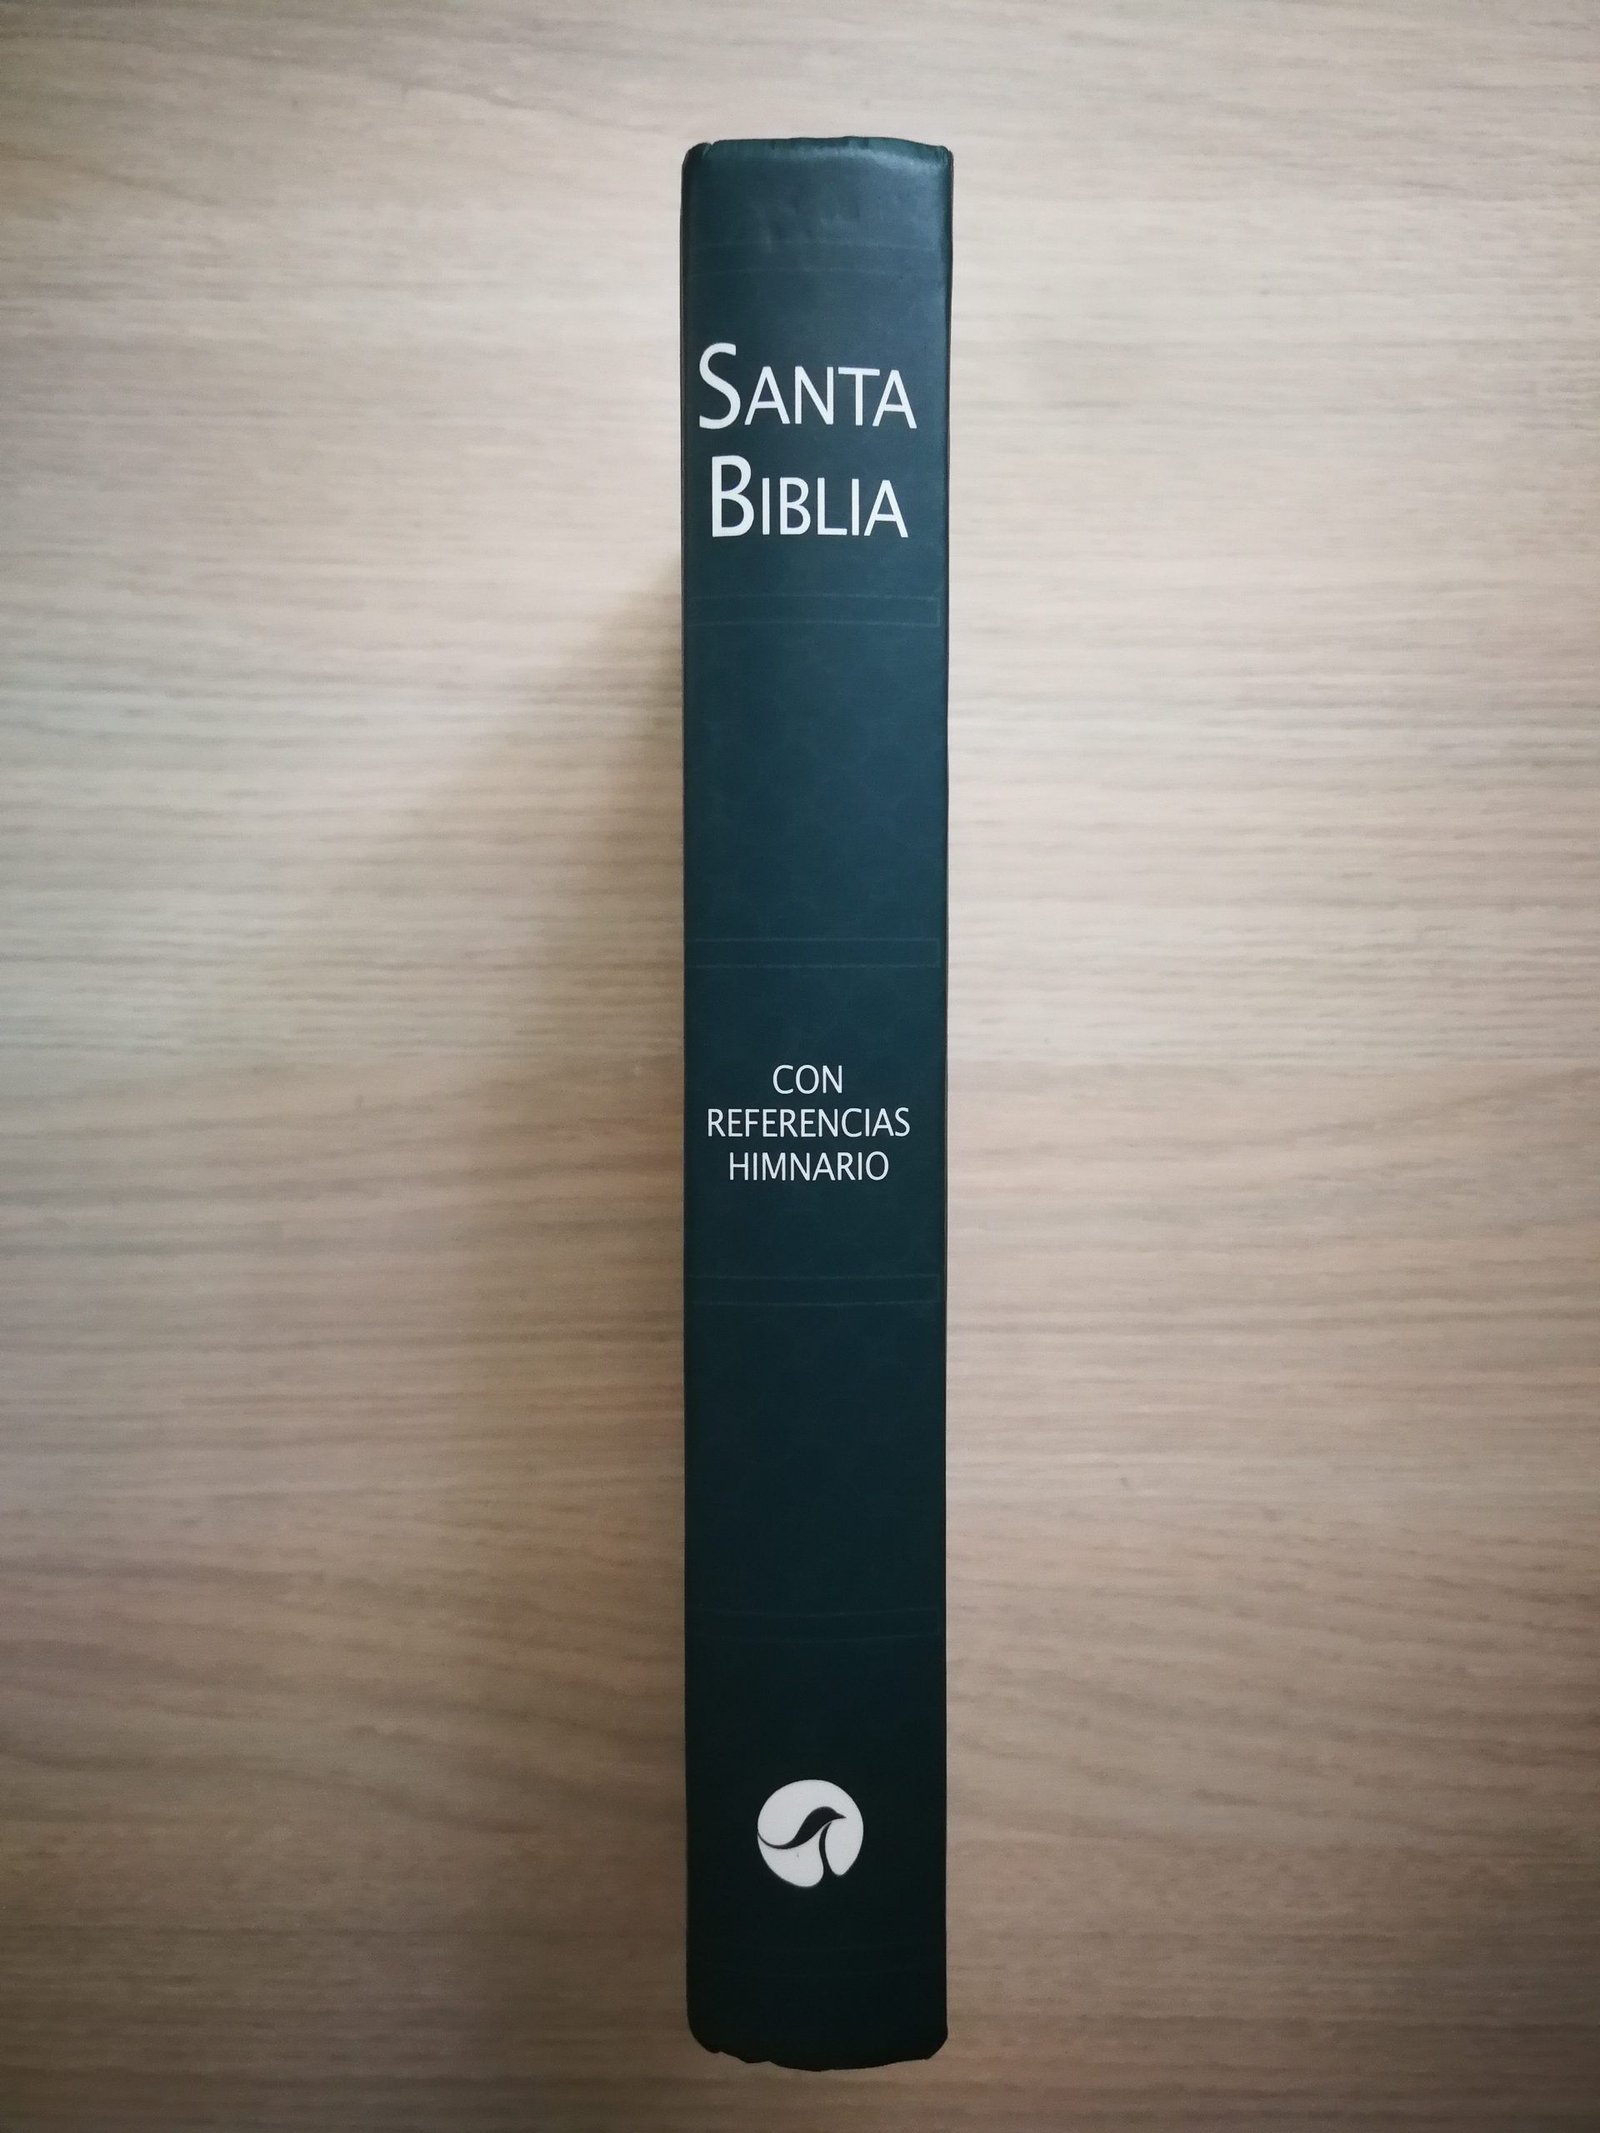 SANTA
BIBLIA
CON
REFERENCIAS
HIMNARIO